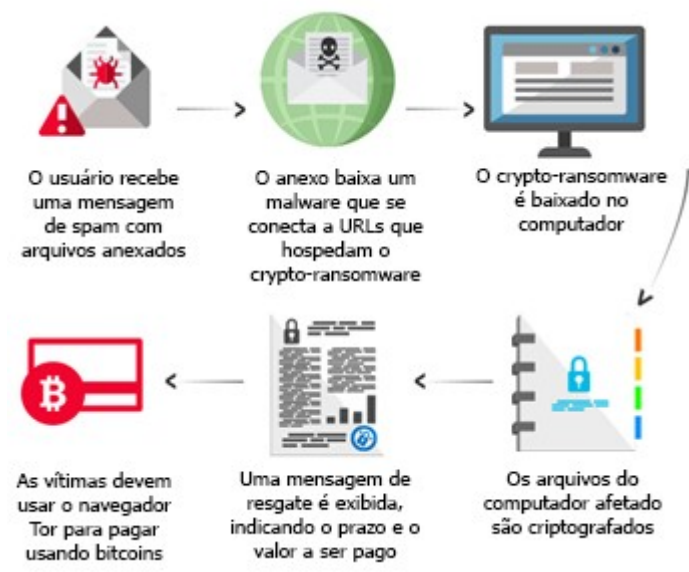 O usuário recebe
uma mensagem
de spam com
arquivos anexados
O anexo baixa um
malware que se
conecta a URLs que
hospedam o
crypto-ransomware
O crypto-ransomware
é baixado no
computador
Os arquivos do
computador afetado
são criptografados
Uma mensagem de
resgate é exibida,
indicando o prazo e o
valor a ser pago
As vítimas devem
usar o navegador
Tor para pagar
usando bitcoins